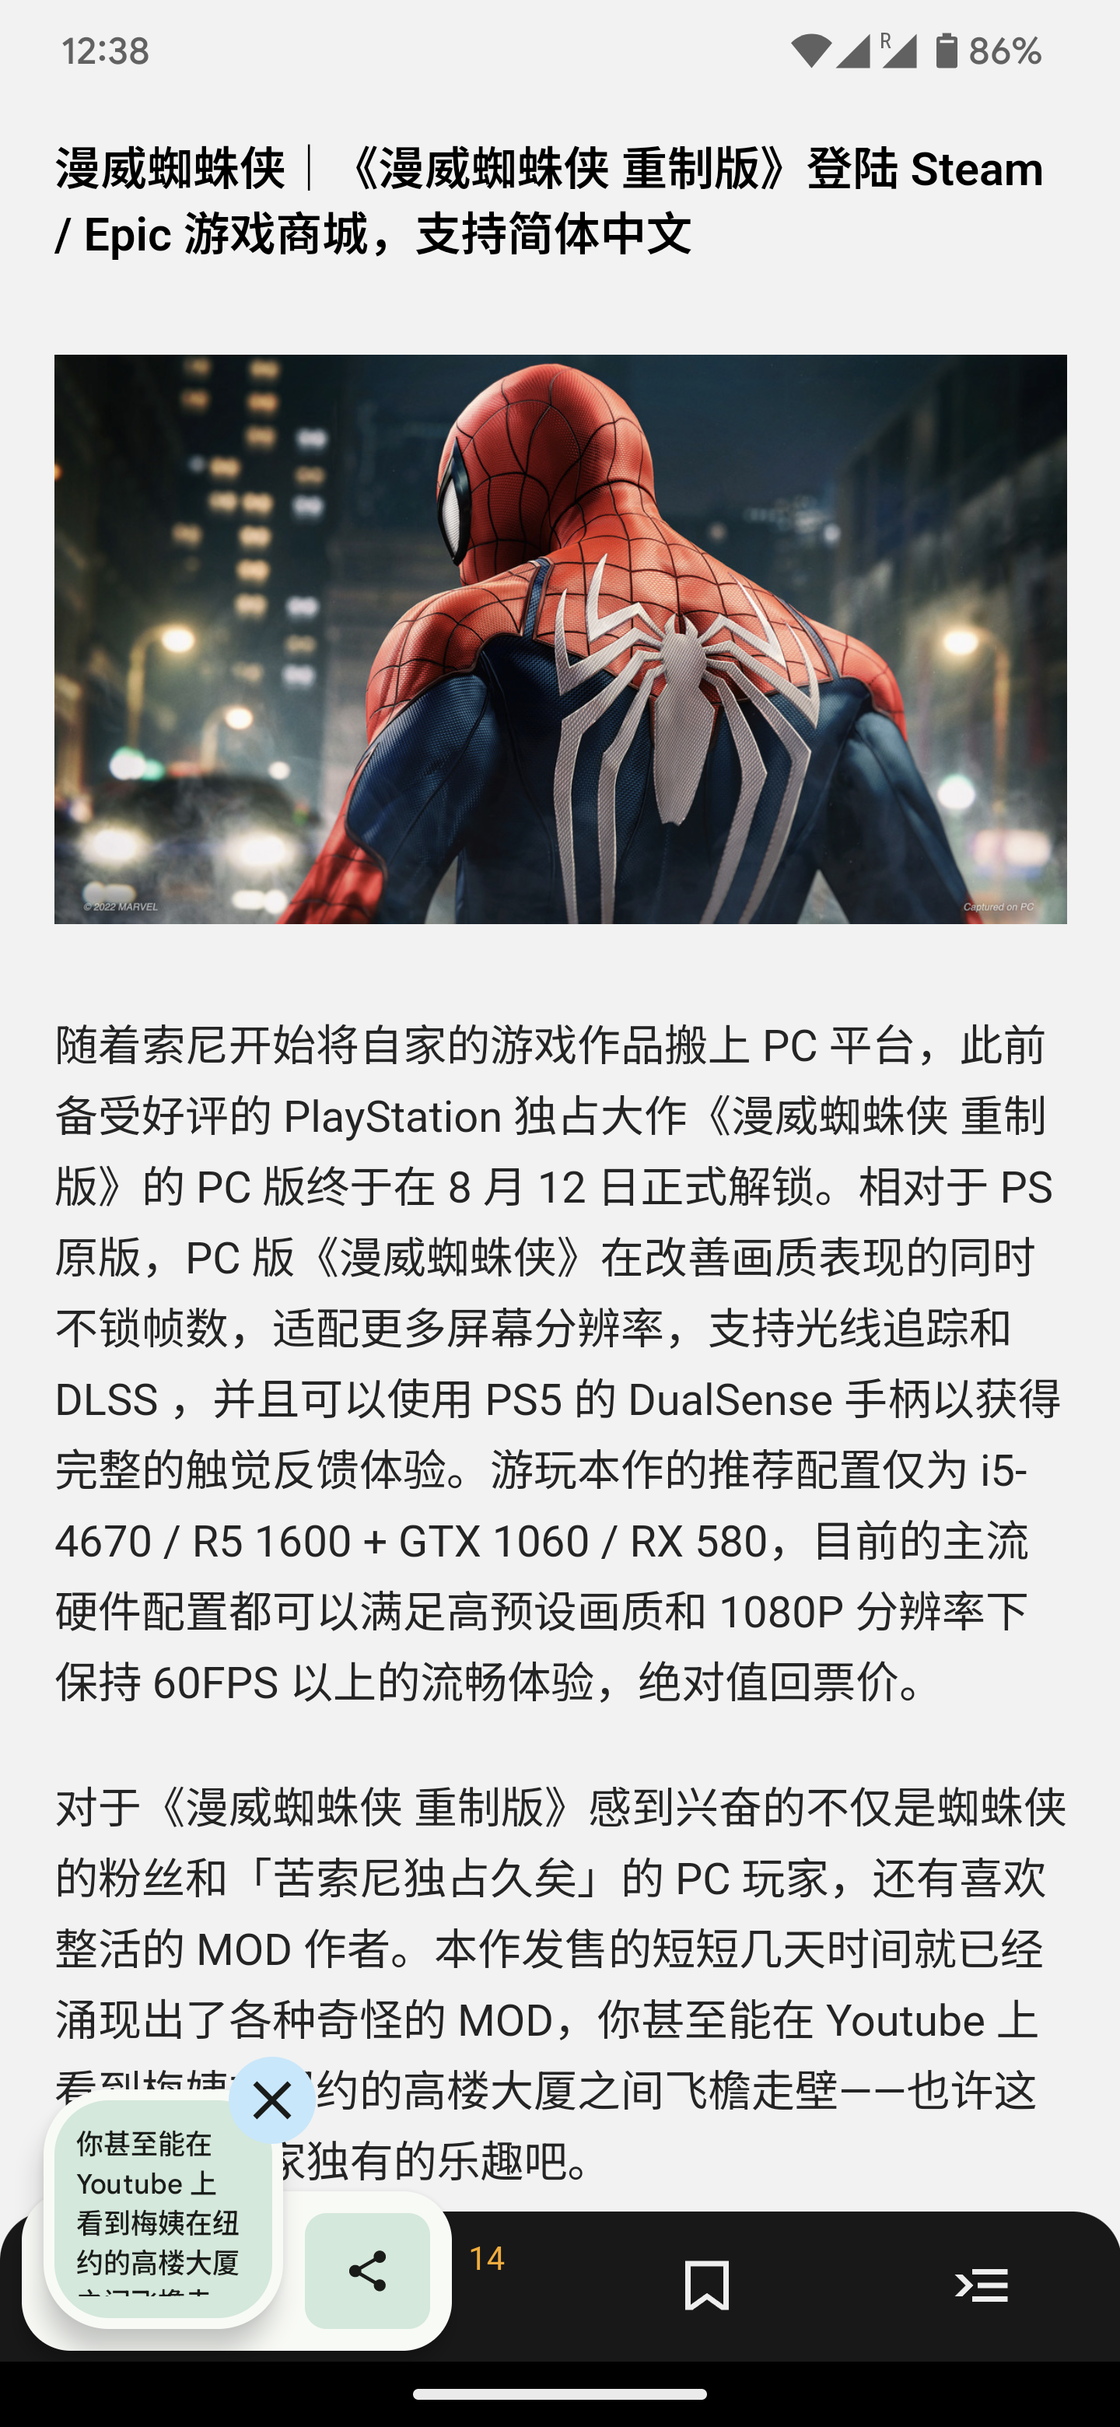 12:38
R
86%
漫威蜘蛛侠｜《漫威蜘蛛侠 重制版》登陆 Steam
/ Epic 游戏商城，支持简体中文
© 2022 MARVEL
Captured on PC
随着索尼开始将自家的游戏作品搬上 PC 平台，此前
备受好评的 PlayStation 独占大作《漫威蜘蛛侠 重制
版》的 PC 版终于在 8 月 12 日正式解锁。相对于 PS
原版，PC 版《漫威蜘蛛侠》在改善画质表现的同时
不锁帧数，适配更多屏幕分辨率，支持光线追踪和
DLSS ，并且可以使用 PS5 的 DualSense 手柄以获得
完整的触觉反馈体验。游玩本作的推荐配置仅为 i5-
4670 / R5 1600 + GTX 1060 / RX 580，目前的主流
硬件配置都可以满足高预设画质和 1080P 分辨率下
保持 60FPS 以上的流畅体验，绝对值回票价。
对于《漫威蜘蛛侠 重制版》感到兴奋的不仅是蜘蛛侠
的粉丝和「苦索尼独占久矣」的 PC 玩家，还有喜欢
整活的 MOD 作者。本作发售的短短几天时间就已经
涌现出了各种奇怪的 MOD，你甚至能在 Youtube 上
看到梅姨 约的高楼大厦之间飞檐走壁——也许这
家独有的乐趣吧。
你甚至能在
Youtube 上
看到梅姨在纽
约的高楼大厦
14